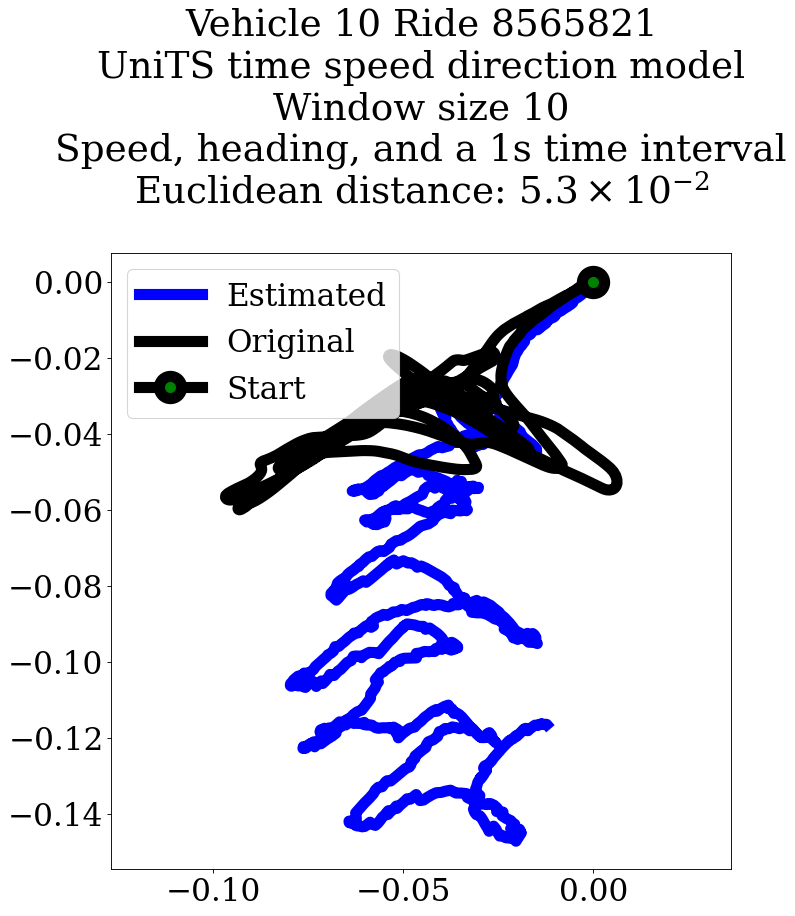 Vehicle 10 Ride 8565821
UniTS time speed direction model
Window size 10
Speed, heading, and a 1s time interval
Euclidean distance: 5.3 × 10⁻²
Estimated
Original
Start
0.00
−0.02
−0.04
−0.06
−0.08
−0.10
−0.12
−0.14
−0.10
−0.05
0.00